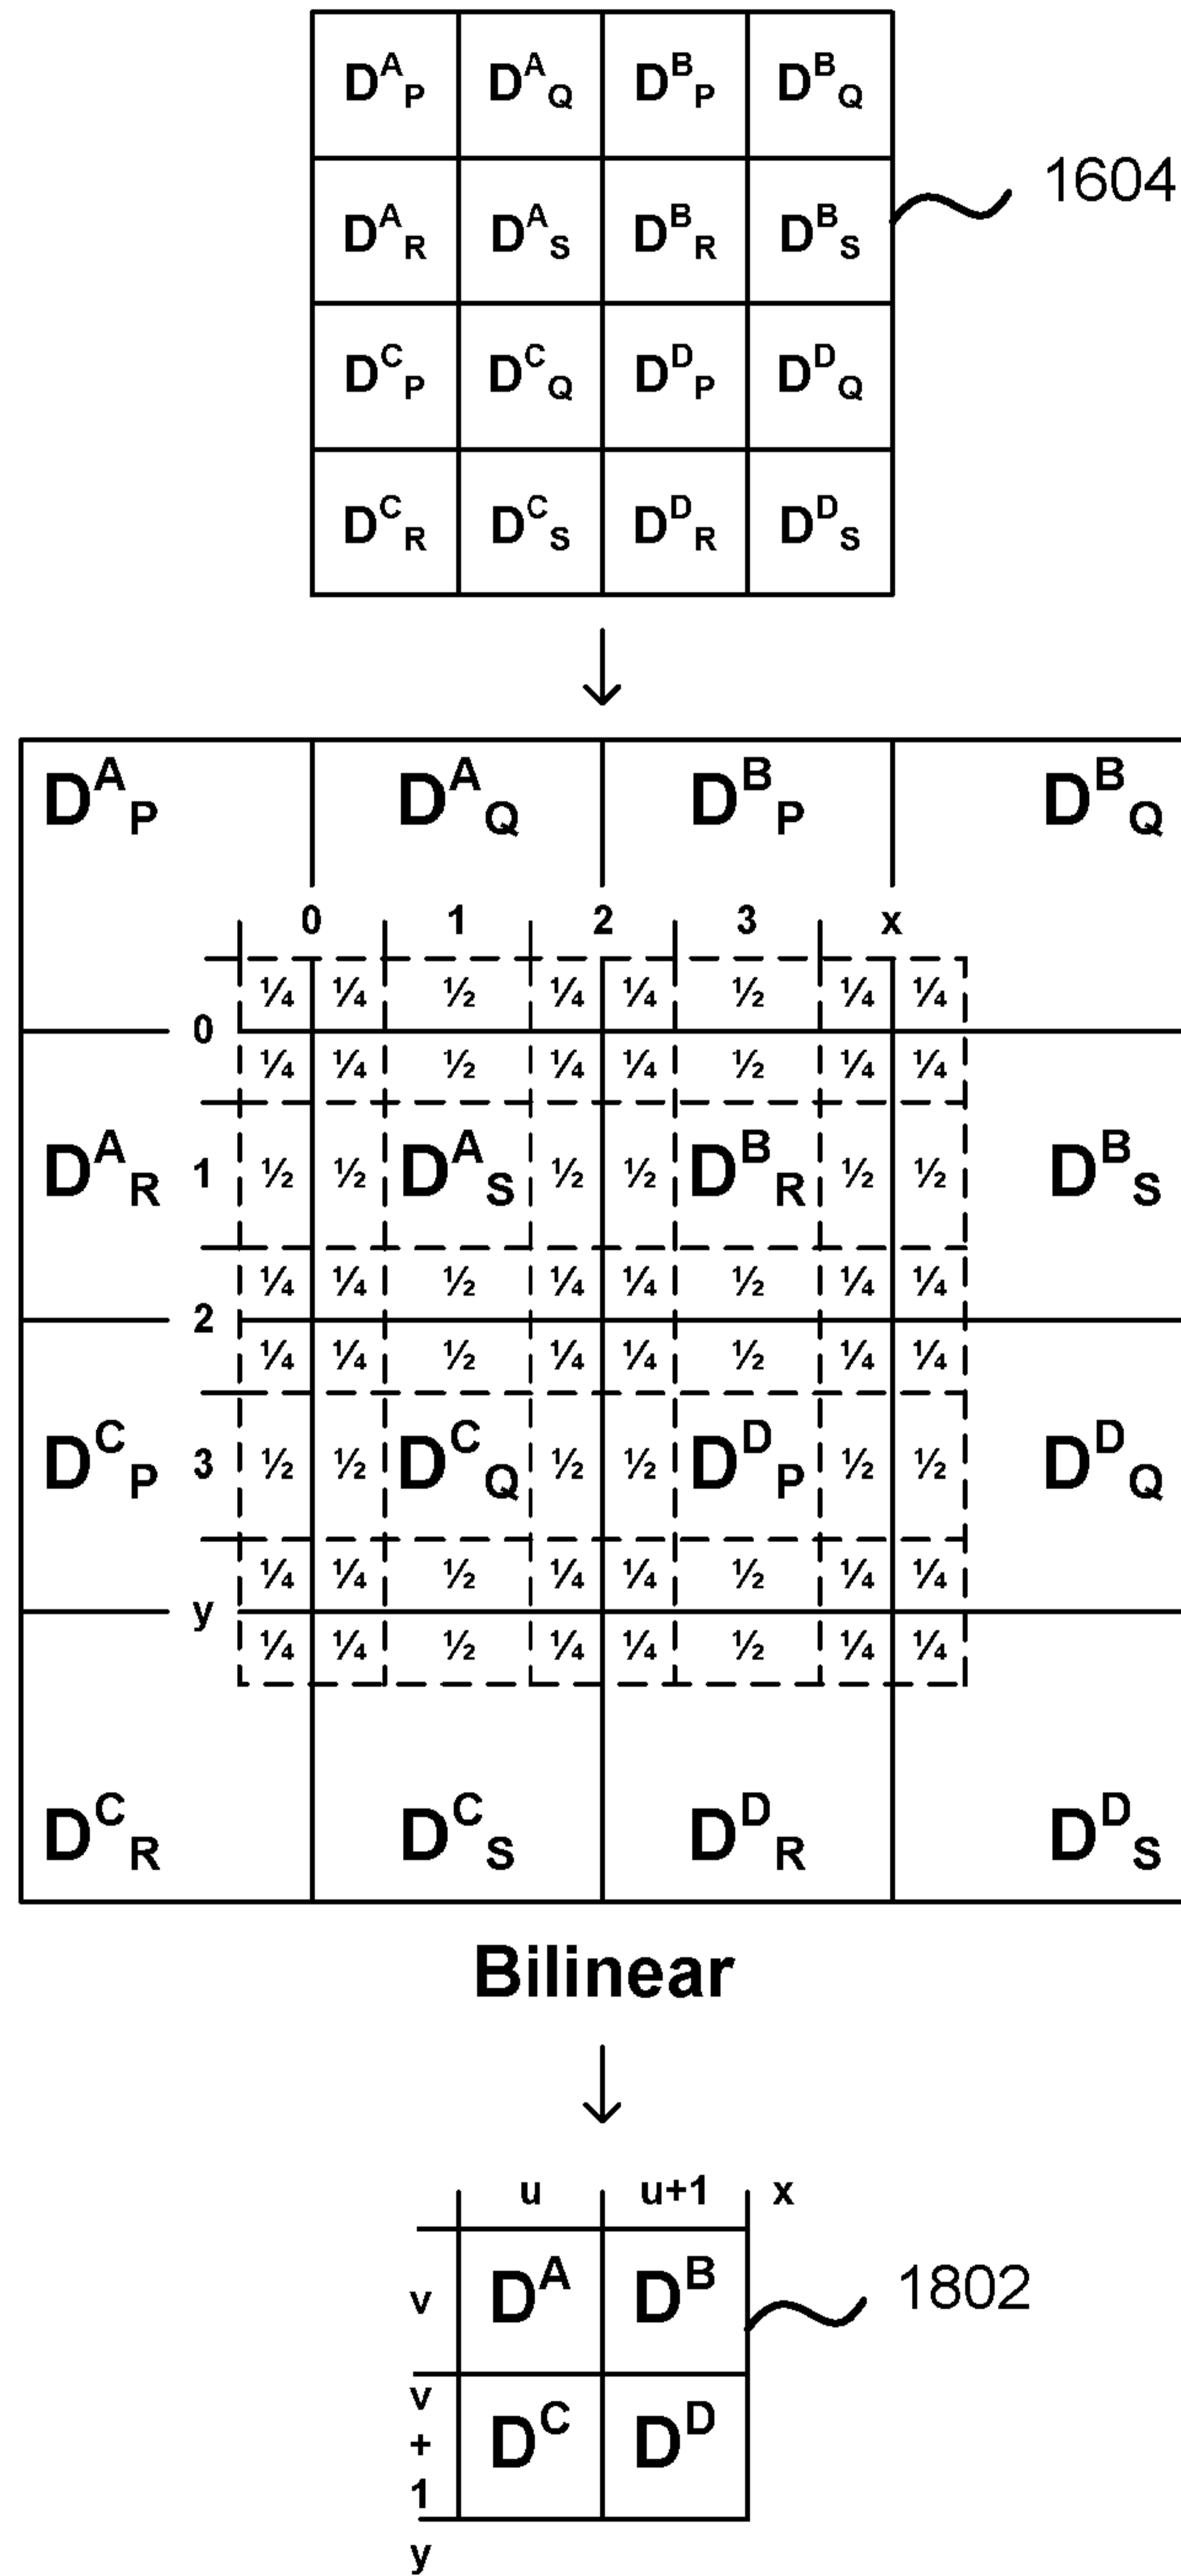 D^A_P D^A_Q D^B_P D^B_Q
1604
D^A_R D^A_S D^B_R D^B_S
D^C_P D^C_Q D^D_P D^D_Q
D^C_R D^C_S D^D_R D^D_S
D^A_P D^A_Q D^B_P D^B_Q
0 1 2 3 x
¼ ¼ ½ ¼ ¼ ½ ¼ ¼
0
¼ ¼ ½ ¼ ¼ ½ ¼ ¼
D^A_R 1 ½ ½ D^A_S ½ ½ D^B_R ½ ½ D^B_S
¼ ¼ ½ ¼ ¼ ½ ¼ ¼
2
¼ ¼ ½ ¼ ¼ ½ ¼ ¼
D^C_P 3 ½ ½ D^C_Q ½ ½ D^D_P ½ ½ D^D_Q
¼ ¼ ½ ¼ ¼ ½ ¼ ¼
y
¼ ¼ ½ ¼ ¼ ½ ¼ ¼
D^C_R D^C_S D^D_R D^D_S
Bilinear
u u+1 x
v D^A D^B
1802
v
+ D^C D^D
1
y